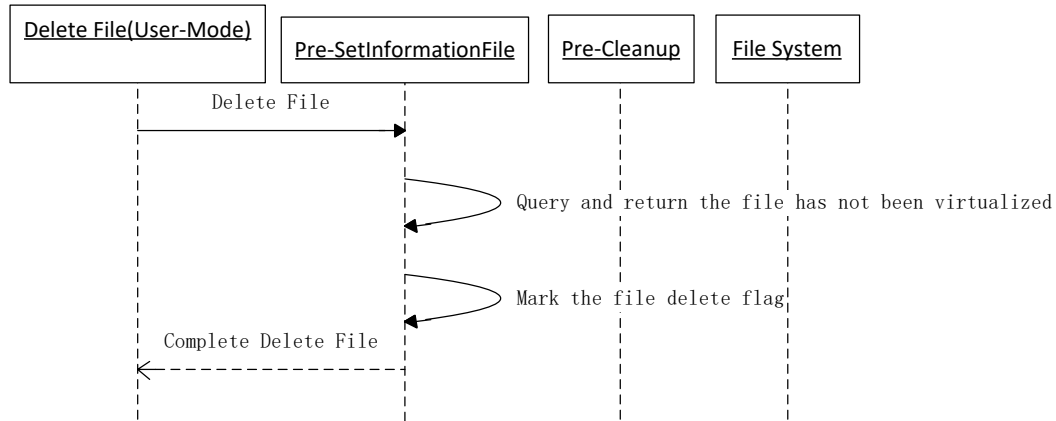 Delete File(User-Mode)
Pre-SetInformationFile
Pre-Cleanup
File System
Delete File
Query and return the file has not been virtualized
Mark the file delete flag
Complete Delete File